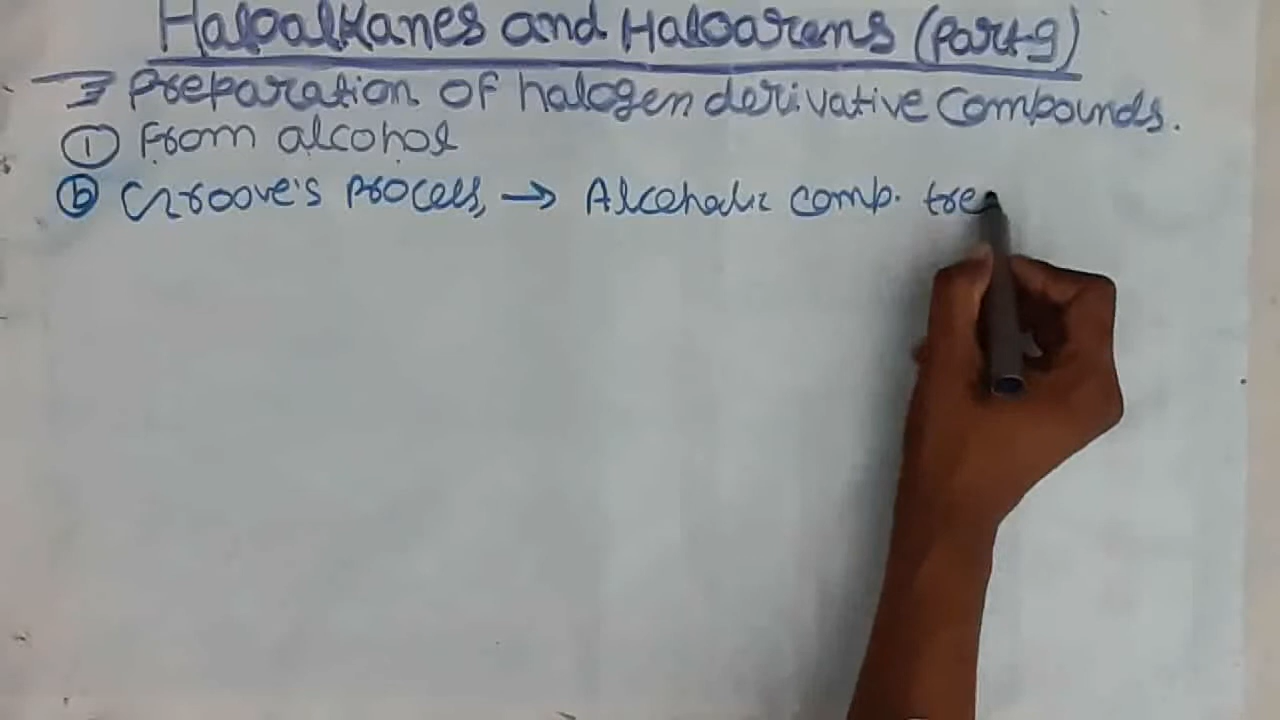 Haloalkanes and Haloarens (Part-9)
→ Preparation of halogen derivative Compounds.
① From alcohol
ⓑ Groove's Process, → Alcoholic comp. tre